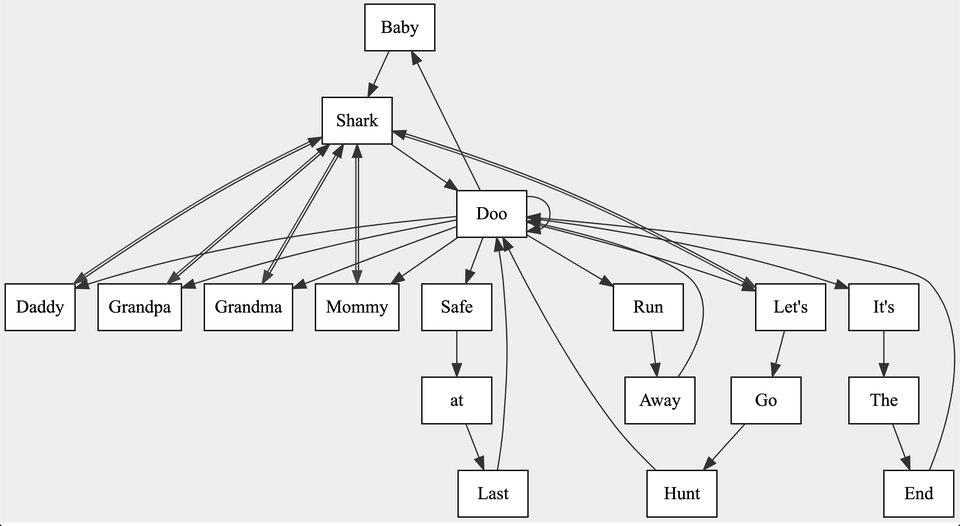 Baby
Shark
Doo
Daddy
Grandpa
Grandma
Mommy
Safe
Run
Let's
It's
at
Away
Go
The
Last
Hunt
End